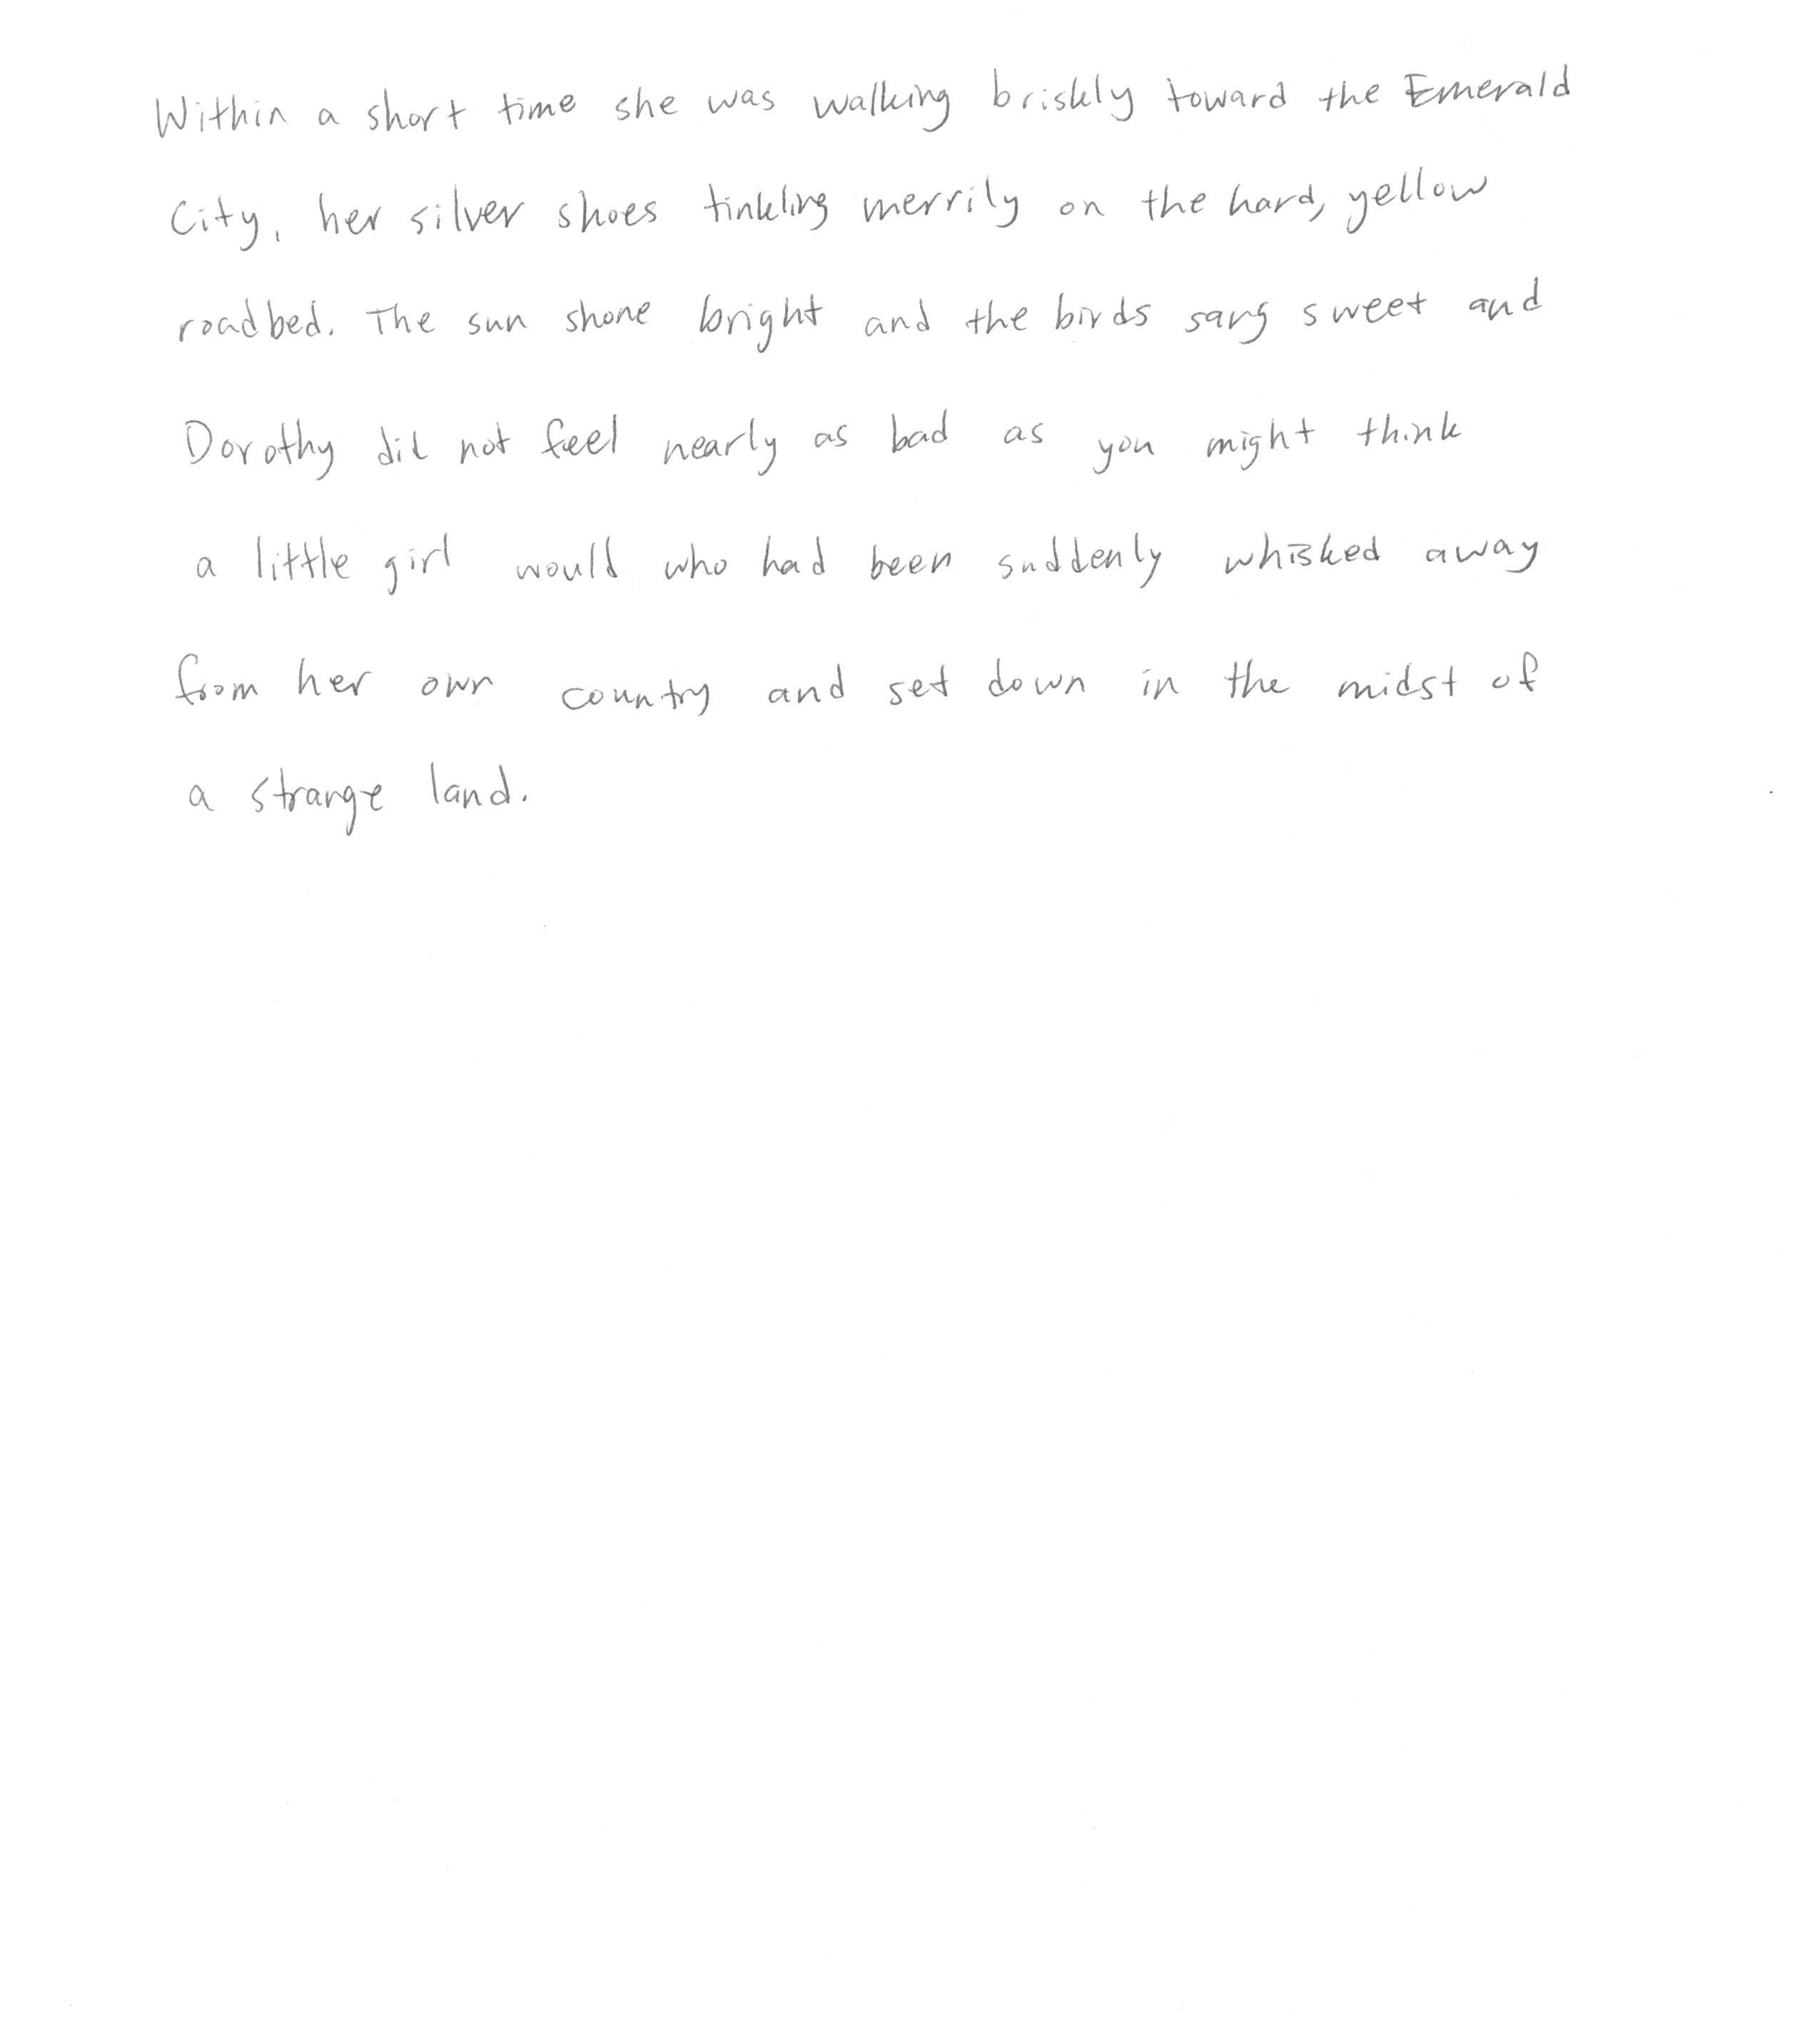 Within a short time she was walking briskly toward the Emerald
City, her silver shoes tinkling merrily on the hard, yellow
roadbed. The sun shone bright and the birds sang sweet and
Dorothy did not feel nearly as bad as you might think
a little girl would who had been suddenly whisked away
from her own country and set down in the midst of
a strange land.